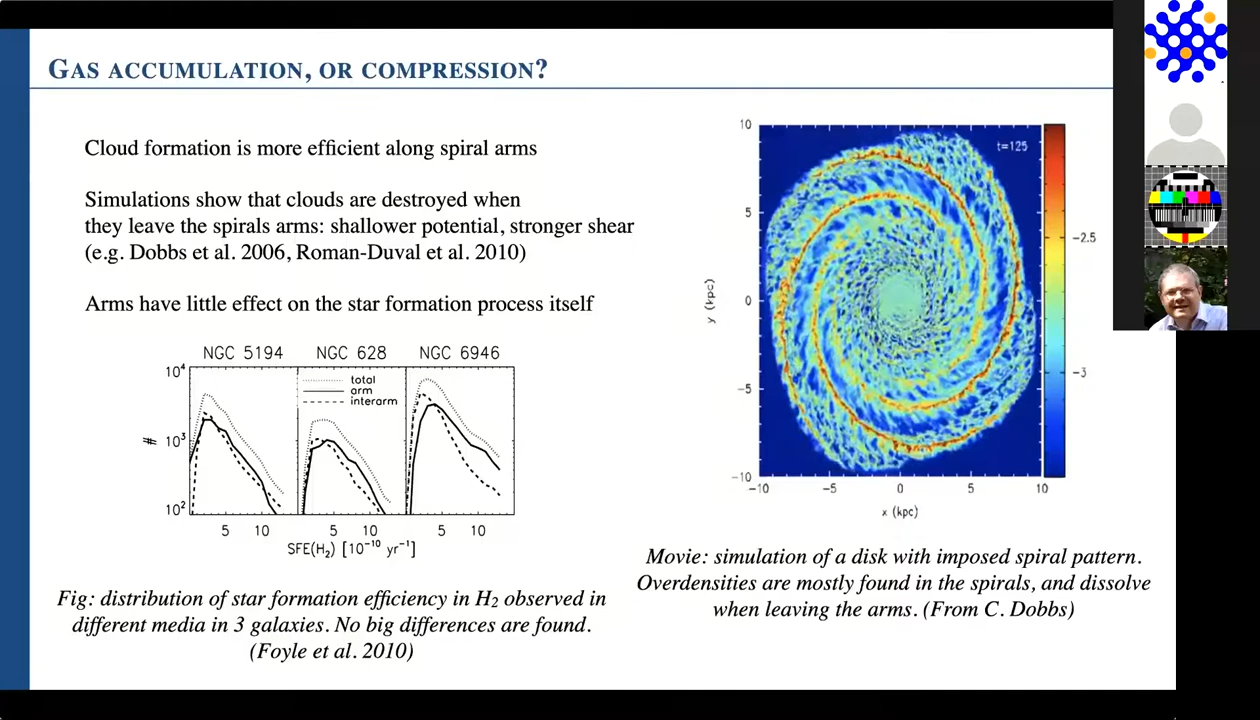 GAS ACCUMULATION, OR COMPRESSION?
Cloud formation is more efficient along spiral arms
Simulations show that clouds are destroyed when
they leave the spirals arms: shallower potential, stronger shear
(e.g. Dobbs et al. 2006, Roman-Duval et al. 2010)
Arms have little effect on the star formation process itself
NGC 5194 NGC 628 NGC 6946
total
arm
interarm
10⁴
10³
10²
#
5 10 5 10 5 10
SFE(H₂) [10⁻¹⁰ yr⁻¹]
Fig: distribution of star formation efficiency in H₂ observed in
different media in 3 galaxies. No big differences are found.
(Foyle et al. 2010)
t=125
10
5
0
−5
−10
y (kpc)
−10 −5 0 5 10
x (kpc)
−2.5
−3
Movie: simulation of a disk with imposed spiral pattern.
Overdensities are mostly found in the spirals, and dissolve
when leaving the arms. (From C. Dobbs)